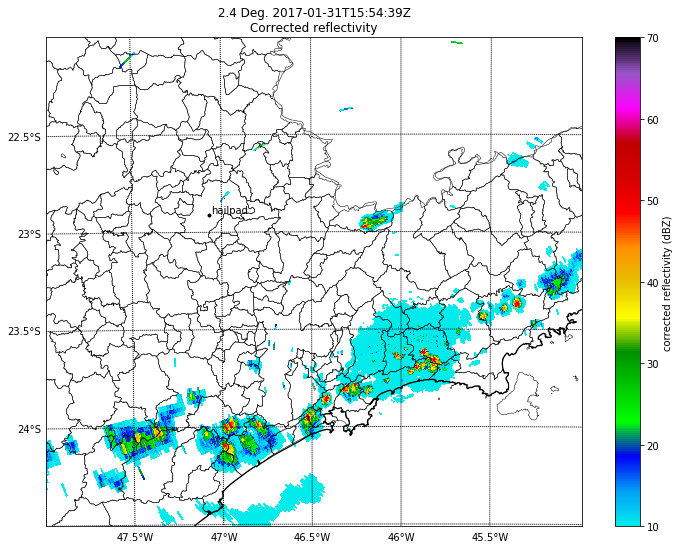 2.4 Deg. 2017-01-31T15:54:39Z
Corrected reflectivity
22.5°S
23°S
23.5°S
24°S
hailpad
47.5°W
47°W
46.5°W
46°W
45.5°W
70
60
50
40
30
20
10
corrected reflectivity (dBZ)